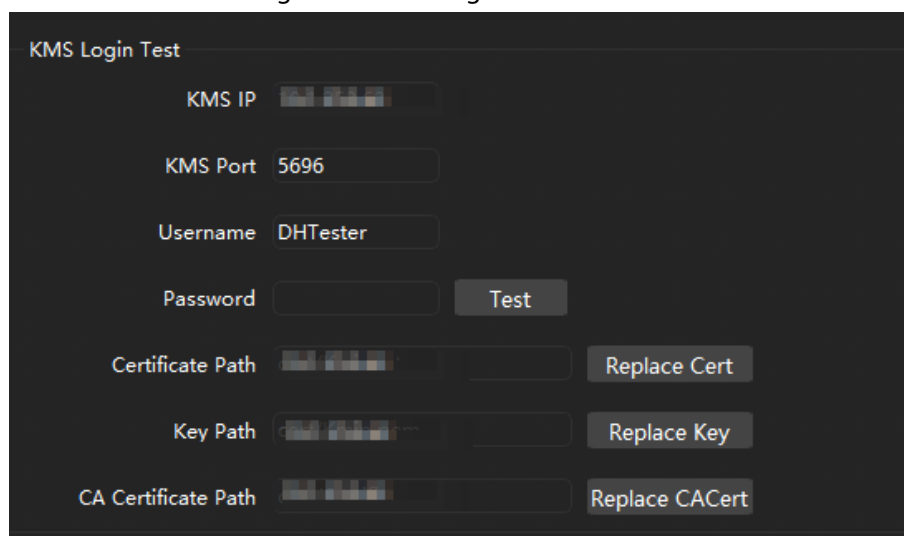 KMS Login Test
KMS IP
KMS Port 5696
Username DHTester
Password Test
Certificate Path Replace Cert
Key Path Replace Key
CA Certificate Path Replace CACert